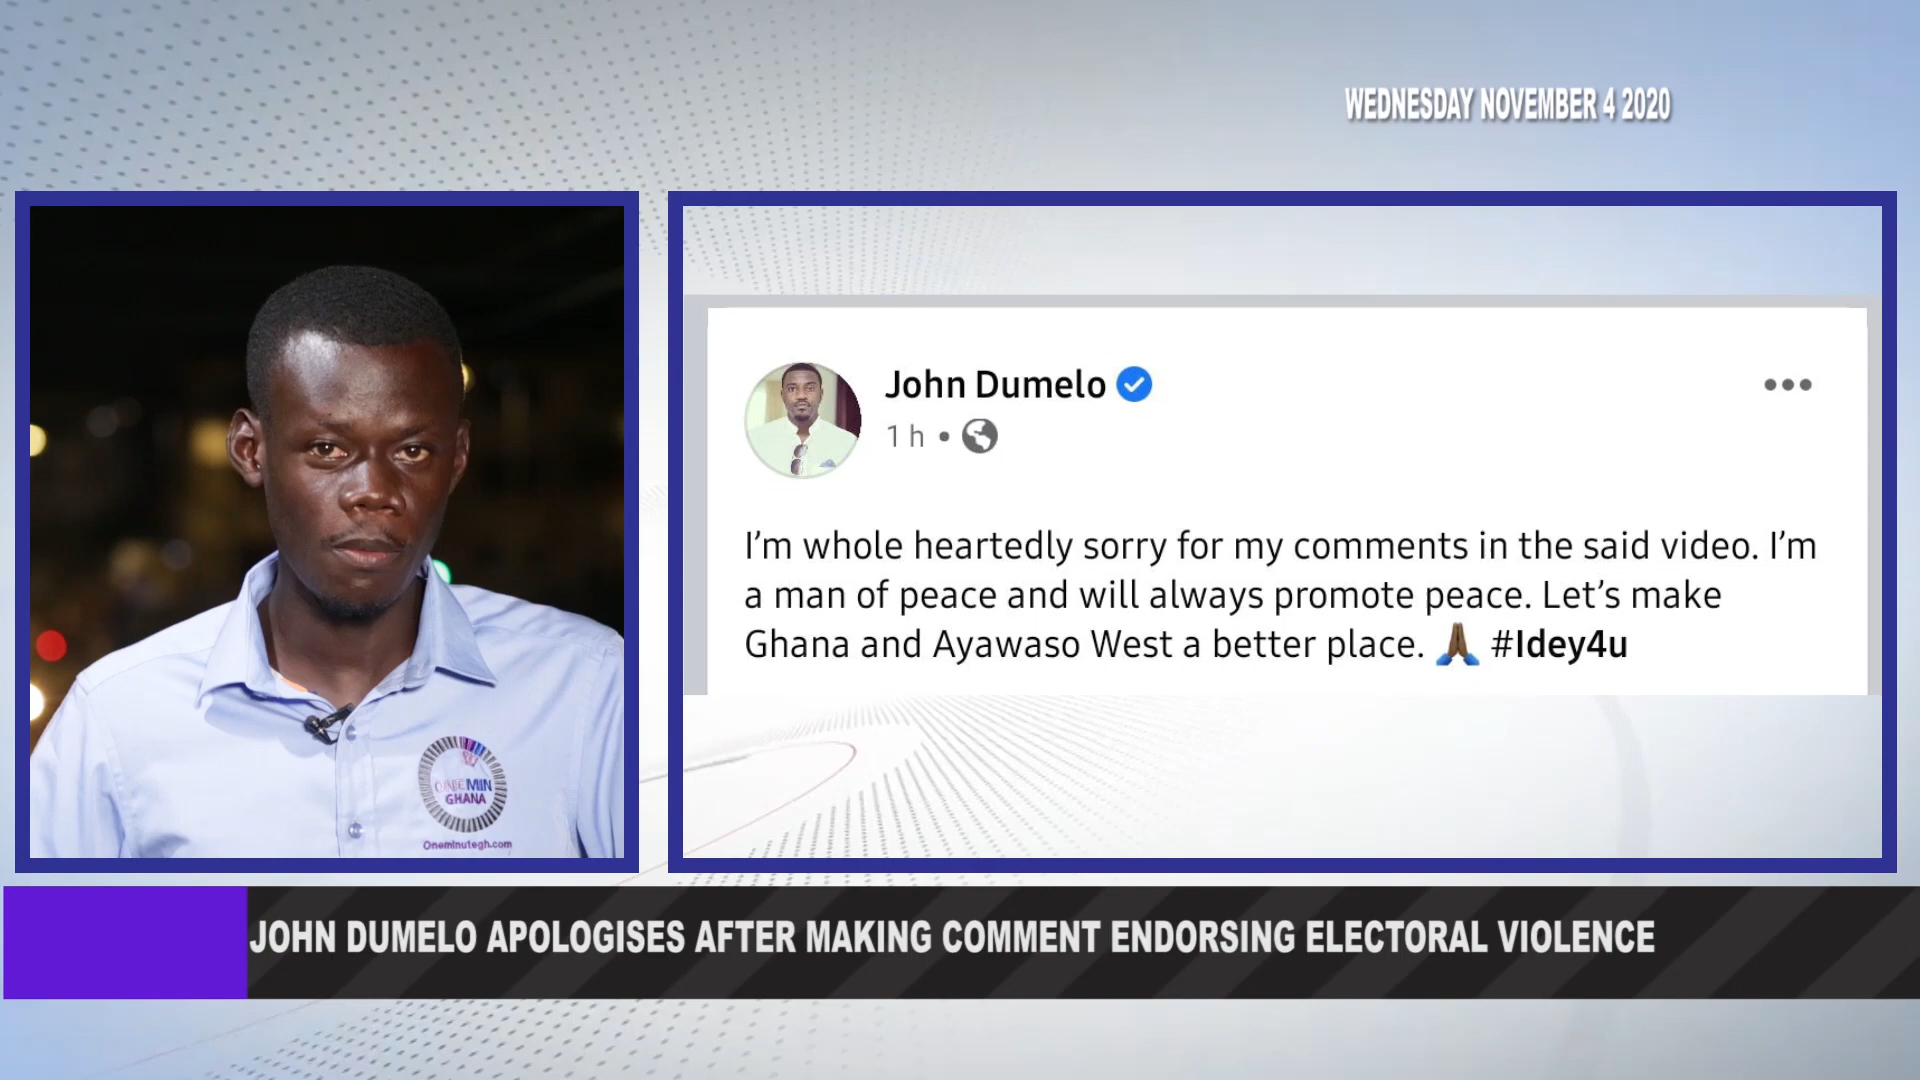 WEDNESDAY NOVEMBER 4 2020
John Dumelo
1 h •
I'm whole heartedly sorry for my comments in the said video. I'm
a man of peace and will always promote peace. Let's make
Ghana and Ayawaso West a better place. 🙏🏾 #Idey4u
ONE MIN
GHANA
Oneminutegh.com
JOHN DUMELO APOLOGISES AFTER MAKING COMMENT ENDORSING ELECTORAL VIOLENCE